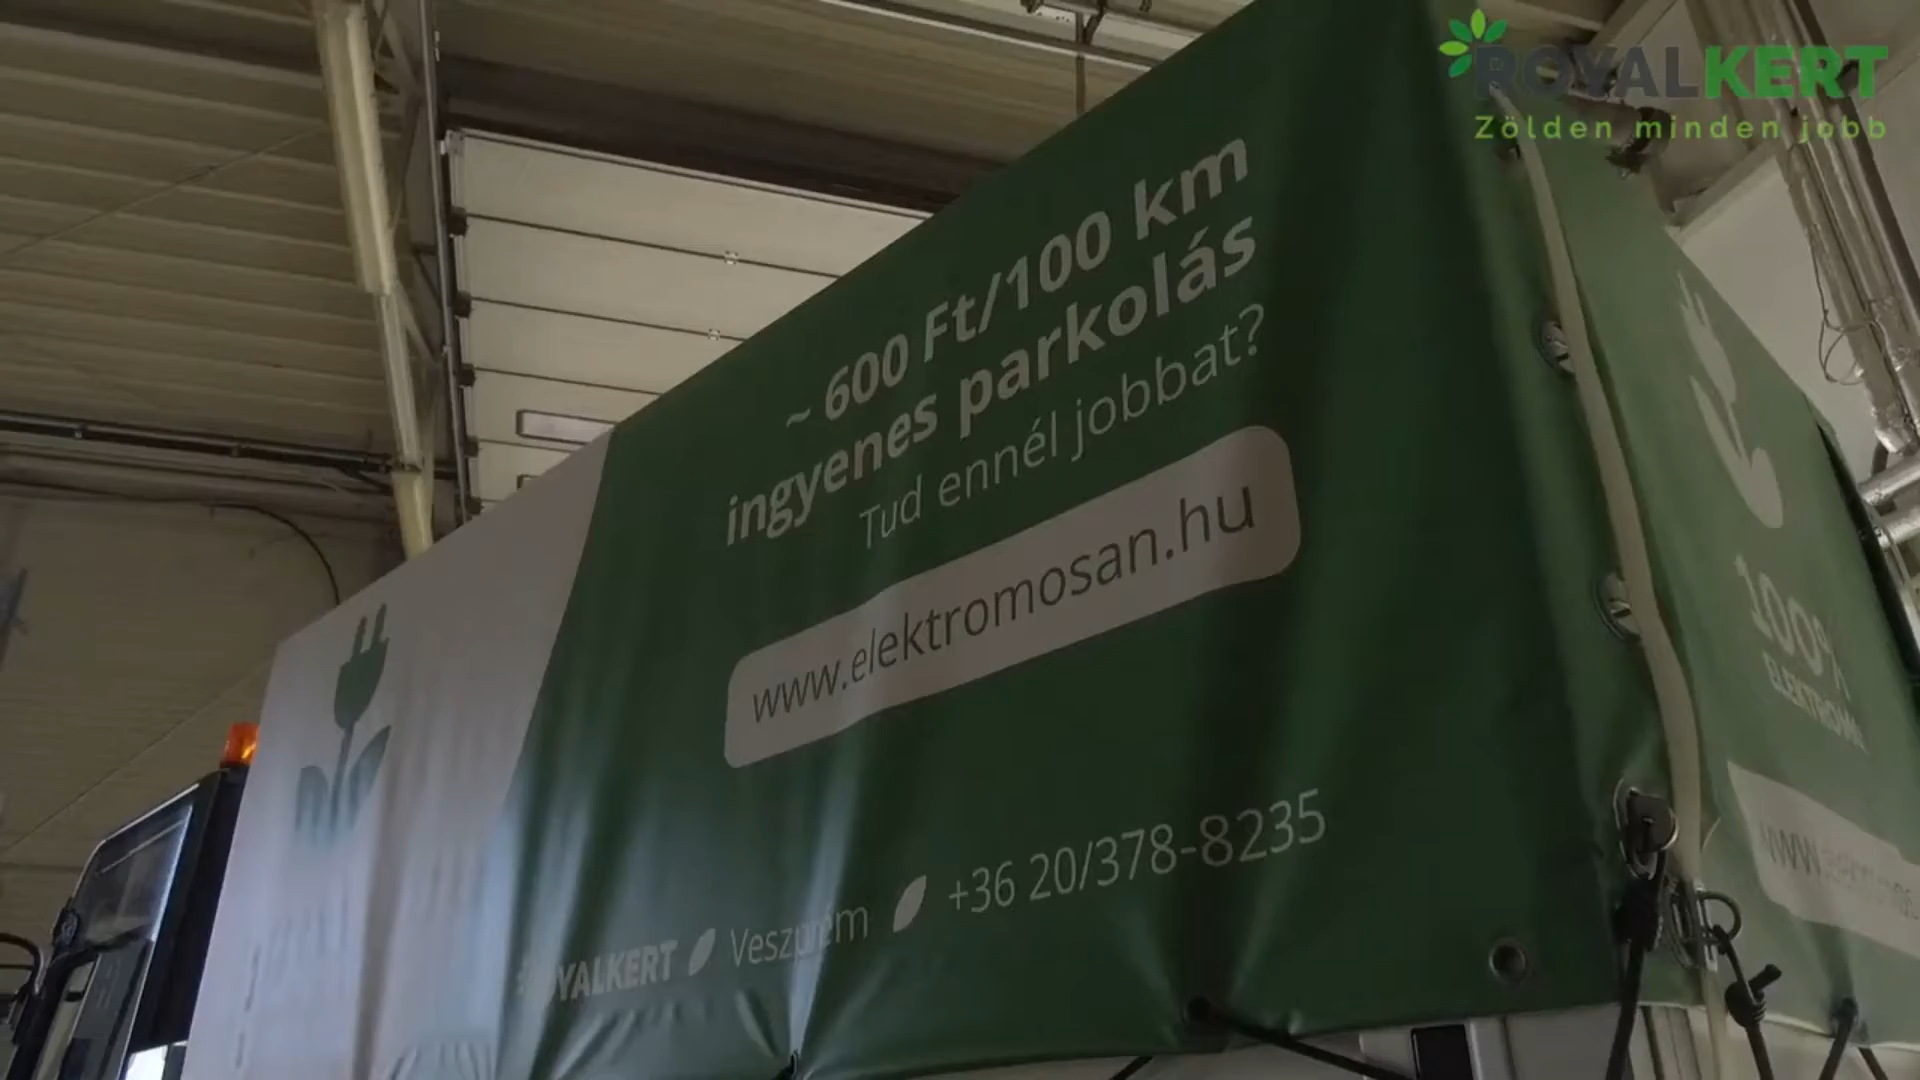 ROYALKERT
Zölden minden jobb
~ 600 Ft/100 km
ingyenes parkolás
Tud ennél jobbat?
www.elektromosan.hu
ROYALKERT Veszprém +36 20/378-8235
100%
ELEKTROMOS